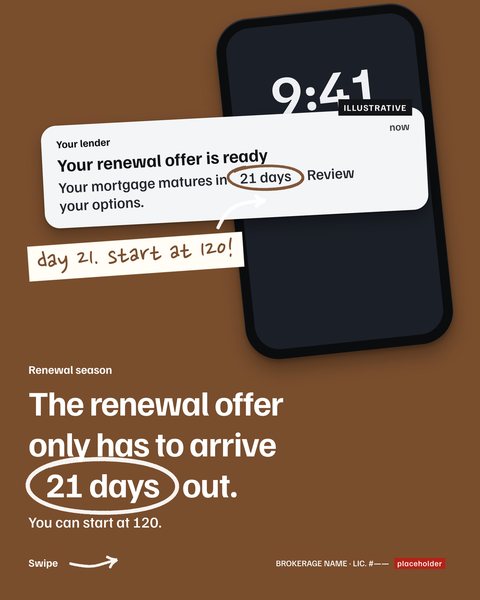 9:41
ILLUSTRATIVE
Your lender
now
Your renewal offer is ready
Your mortgage matures in 21 days Review
your options.
day 21. start at 120!
Renewal season
The renewal offer
only has to arrive
21 days out.
You can start at 120.
Swipe
BROKERAGE NAME · LIC. #—— placeholder